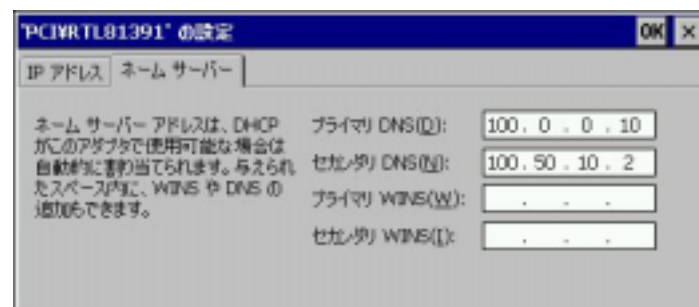 'PCI¥RTL81391' の設定 OK ×
IP アドレス ネーム サーバー
ネーム サーバー アドレスは、DHCP
がこのアダプタで使用可能な場合は
自動的に割り当てられます。与えられ
たスペース内に、WINS や DNS の
追加もできます。
プライマリ DNS(D): 100. 0 . 0 . 10
セカンダリ DNS(N): 100. 50 . 10 . 2
プライマリ WINS(W): . . .
セカンダリ WINS(I): . . .